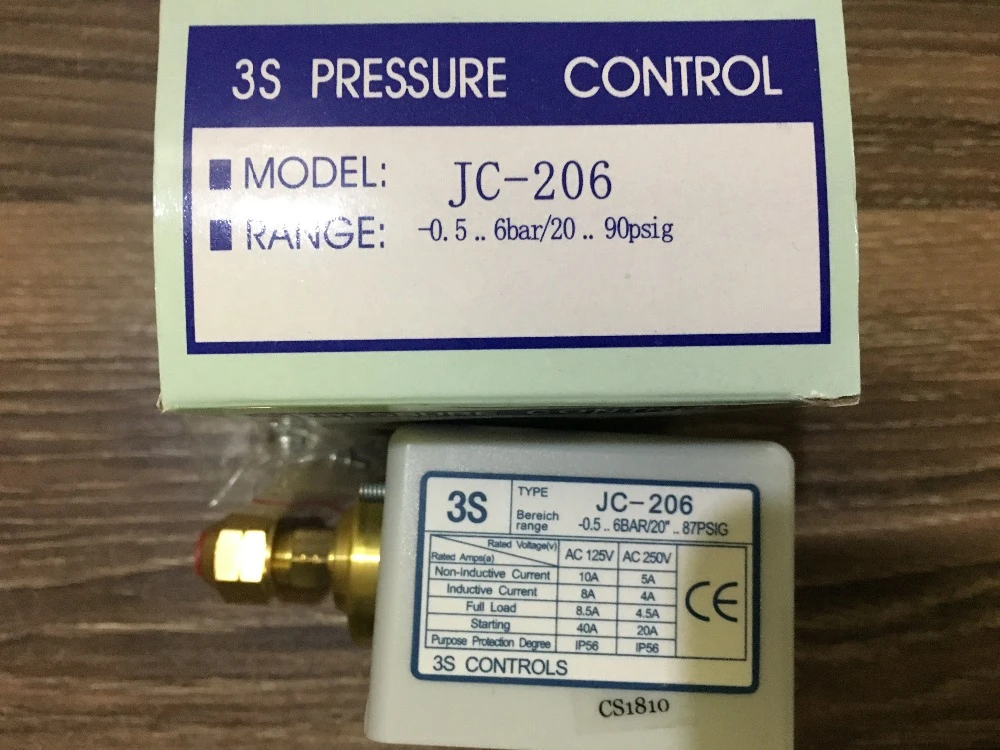 3S PRESSURE CONTROL
MODEL: JC-206
RANGE: -0.5 .. 6bar/20 .. 90psig
3S
TYPE JC-206
Bereich
range -0.5 .. 6BAR/20" .. 87PSIG
Rated Voltage(v) AC 125V AC 250V
Rated Amps(a)
Non-Inductive Current 10A 5A
Inductive Current 8A 4A
Full Load 8.5A 4.5A
Starting 40A 20A
Purpose Protection Degree IP56 IP56
CE
3S CONTROLS
CS1810